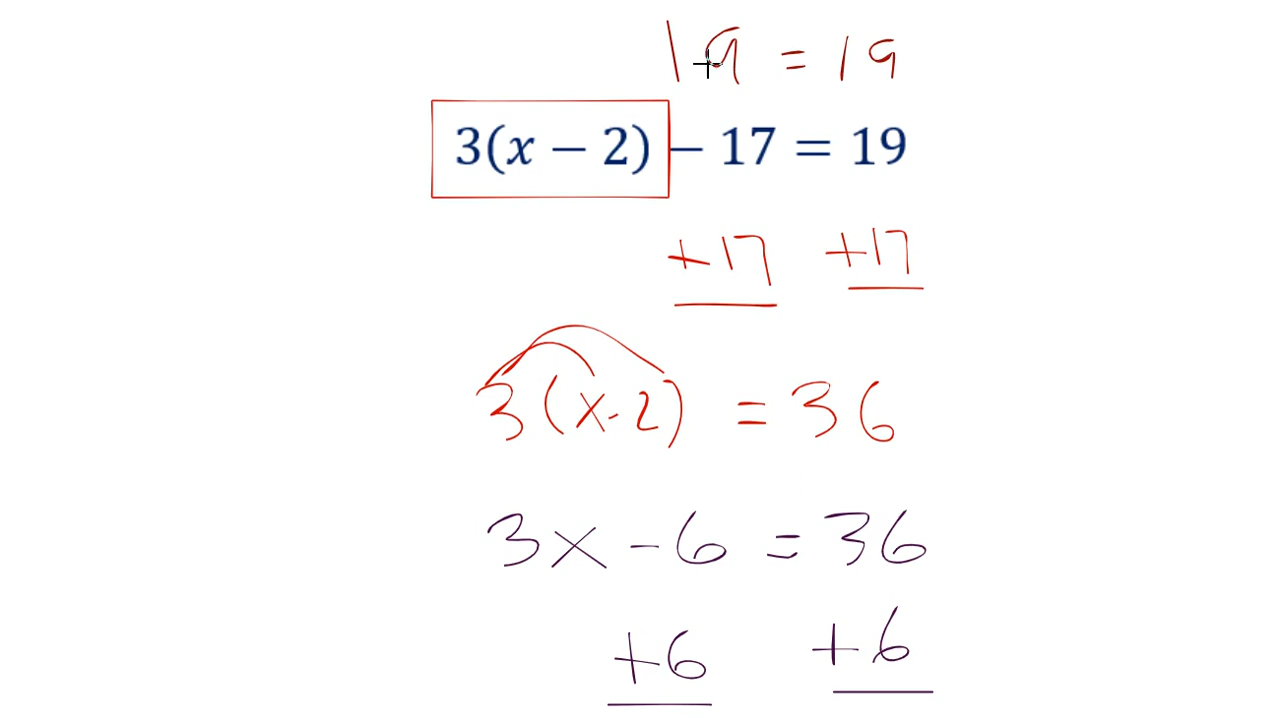 19 = 19
3(x − 2) − 17 = 19
+17 +17
3(x-2) = 36
3x - 6 = 36
+6 +6